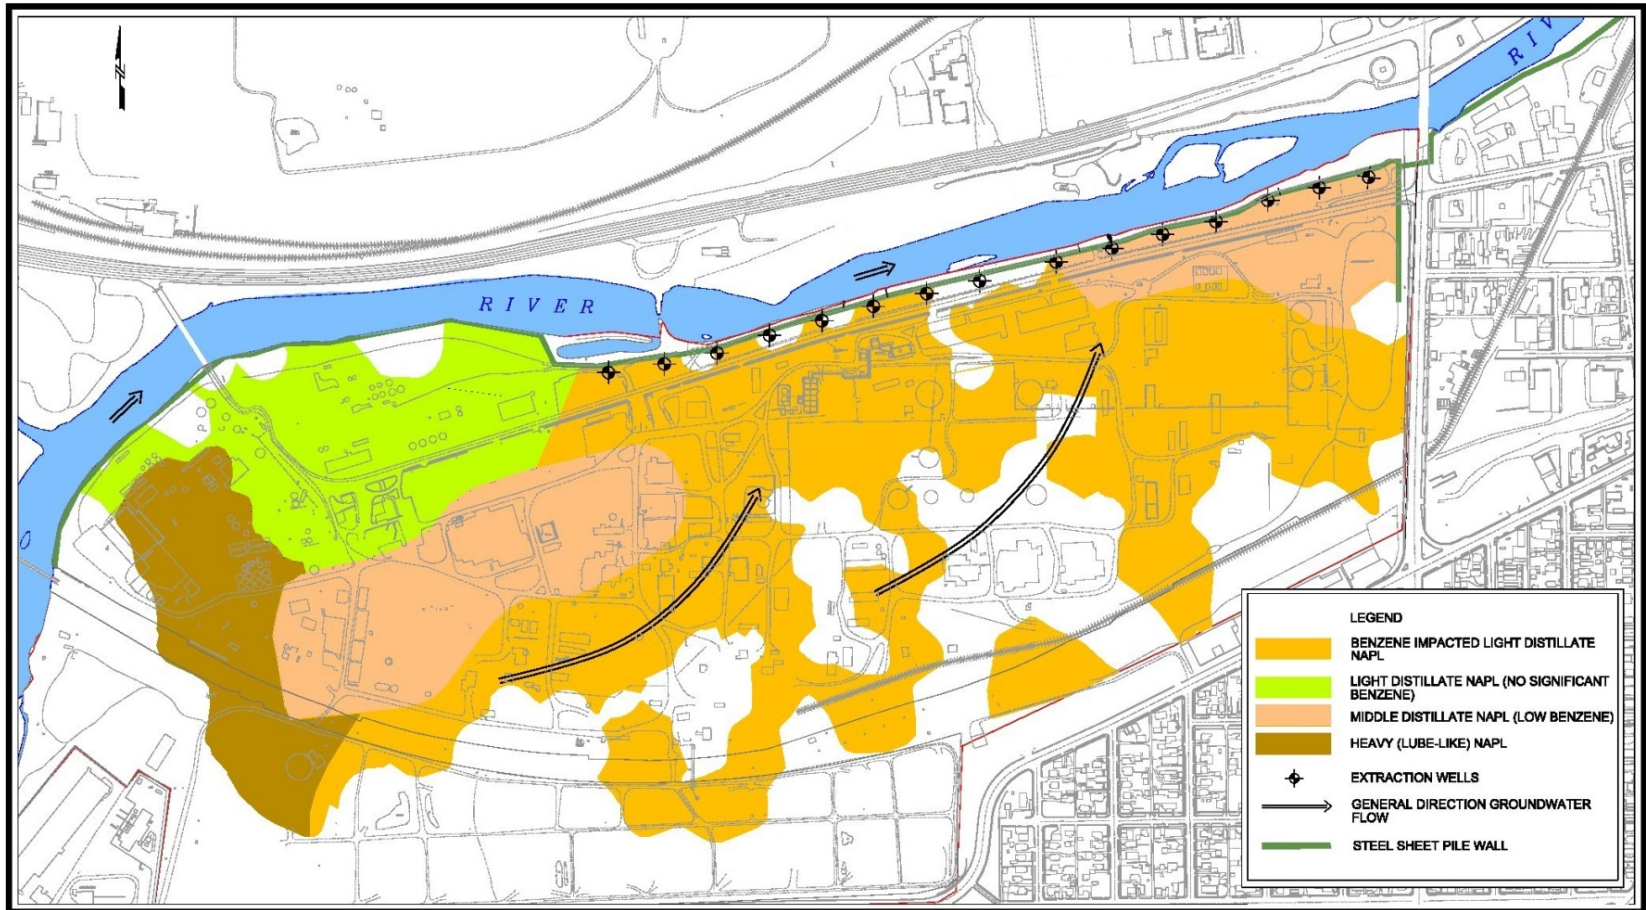 N
RIV
RIVER
LEGEND
BENZENE IMPACTED LIGHT DISTILLATE
NAPL
LIGHT DISTILLATE NAPL (NO SIGNIFICANT
BENZENE)
MIDDLE DISTILLATE NAPL (LOW BENZENE)
HEAVY (LUBE-LIKE) NAPL
EXTRACTION WELLS
GENERAL DIRECTION GROUNDWATER
FLOW
STEEL SHEET PILE WALL